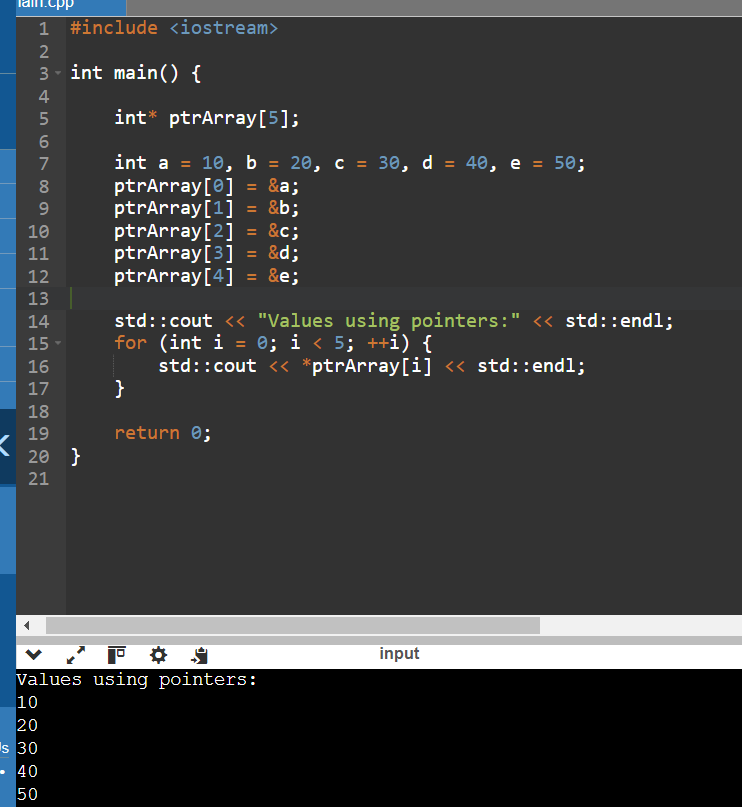 1 #include <iostream>
2
3 int main() {
4
5     int* ptrArray[5];
6
7     int a = 10, b = 20, c = 30, d = 40, e = 50;
8     ptrArray[0] = &a;
9     ptrArray[1] = &b;
10     ptrArray[2] = &c;
11     ptrArray[3] = &d;
12     ptrArray[4] = &e;
13
14     std::cout << "Values using pointers:" << std::endl;
15     for (int i = 0; i < 5; ++i) {
16         std::cout << *ptrArray[i] << std::endl;
17     }
18
19     return 0;
20 }
21
input
Values using pointers:
10
20
30
40
50